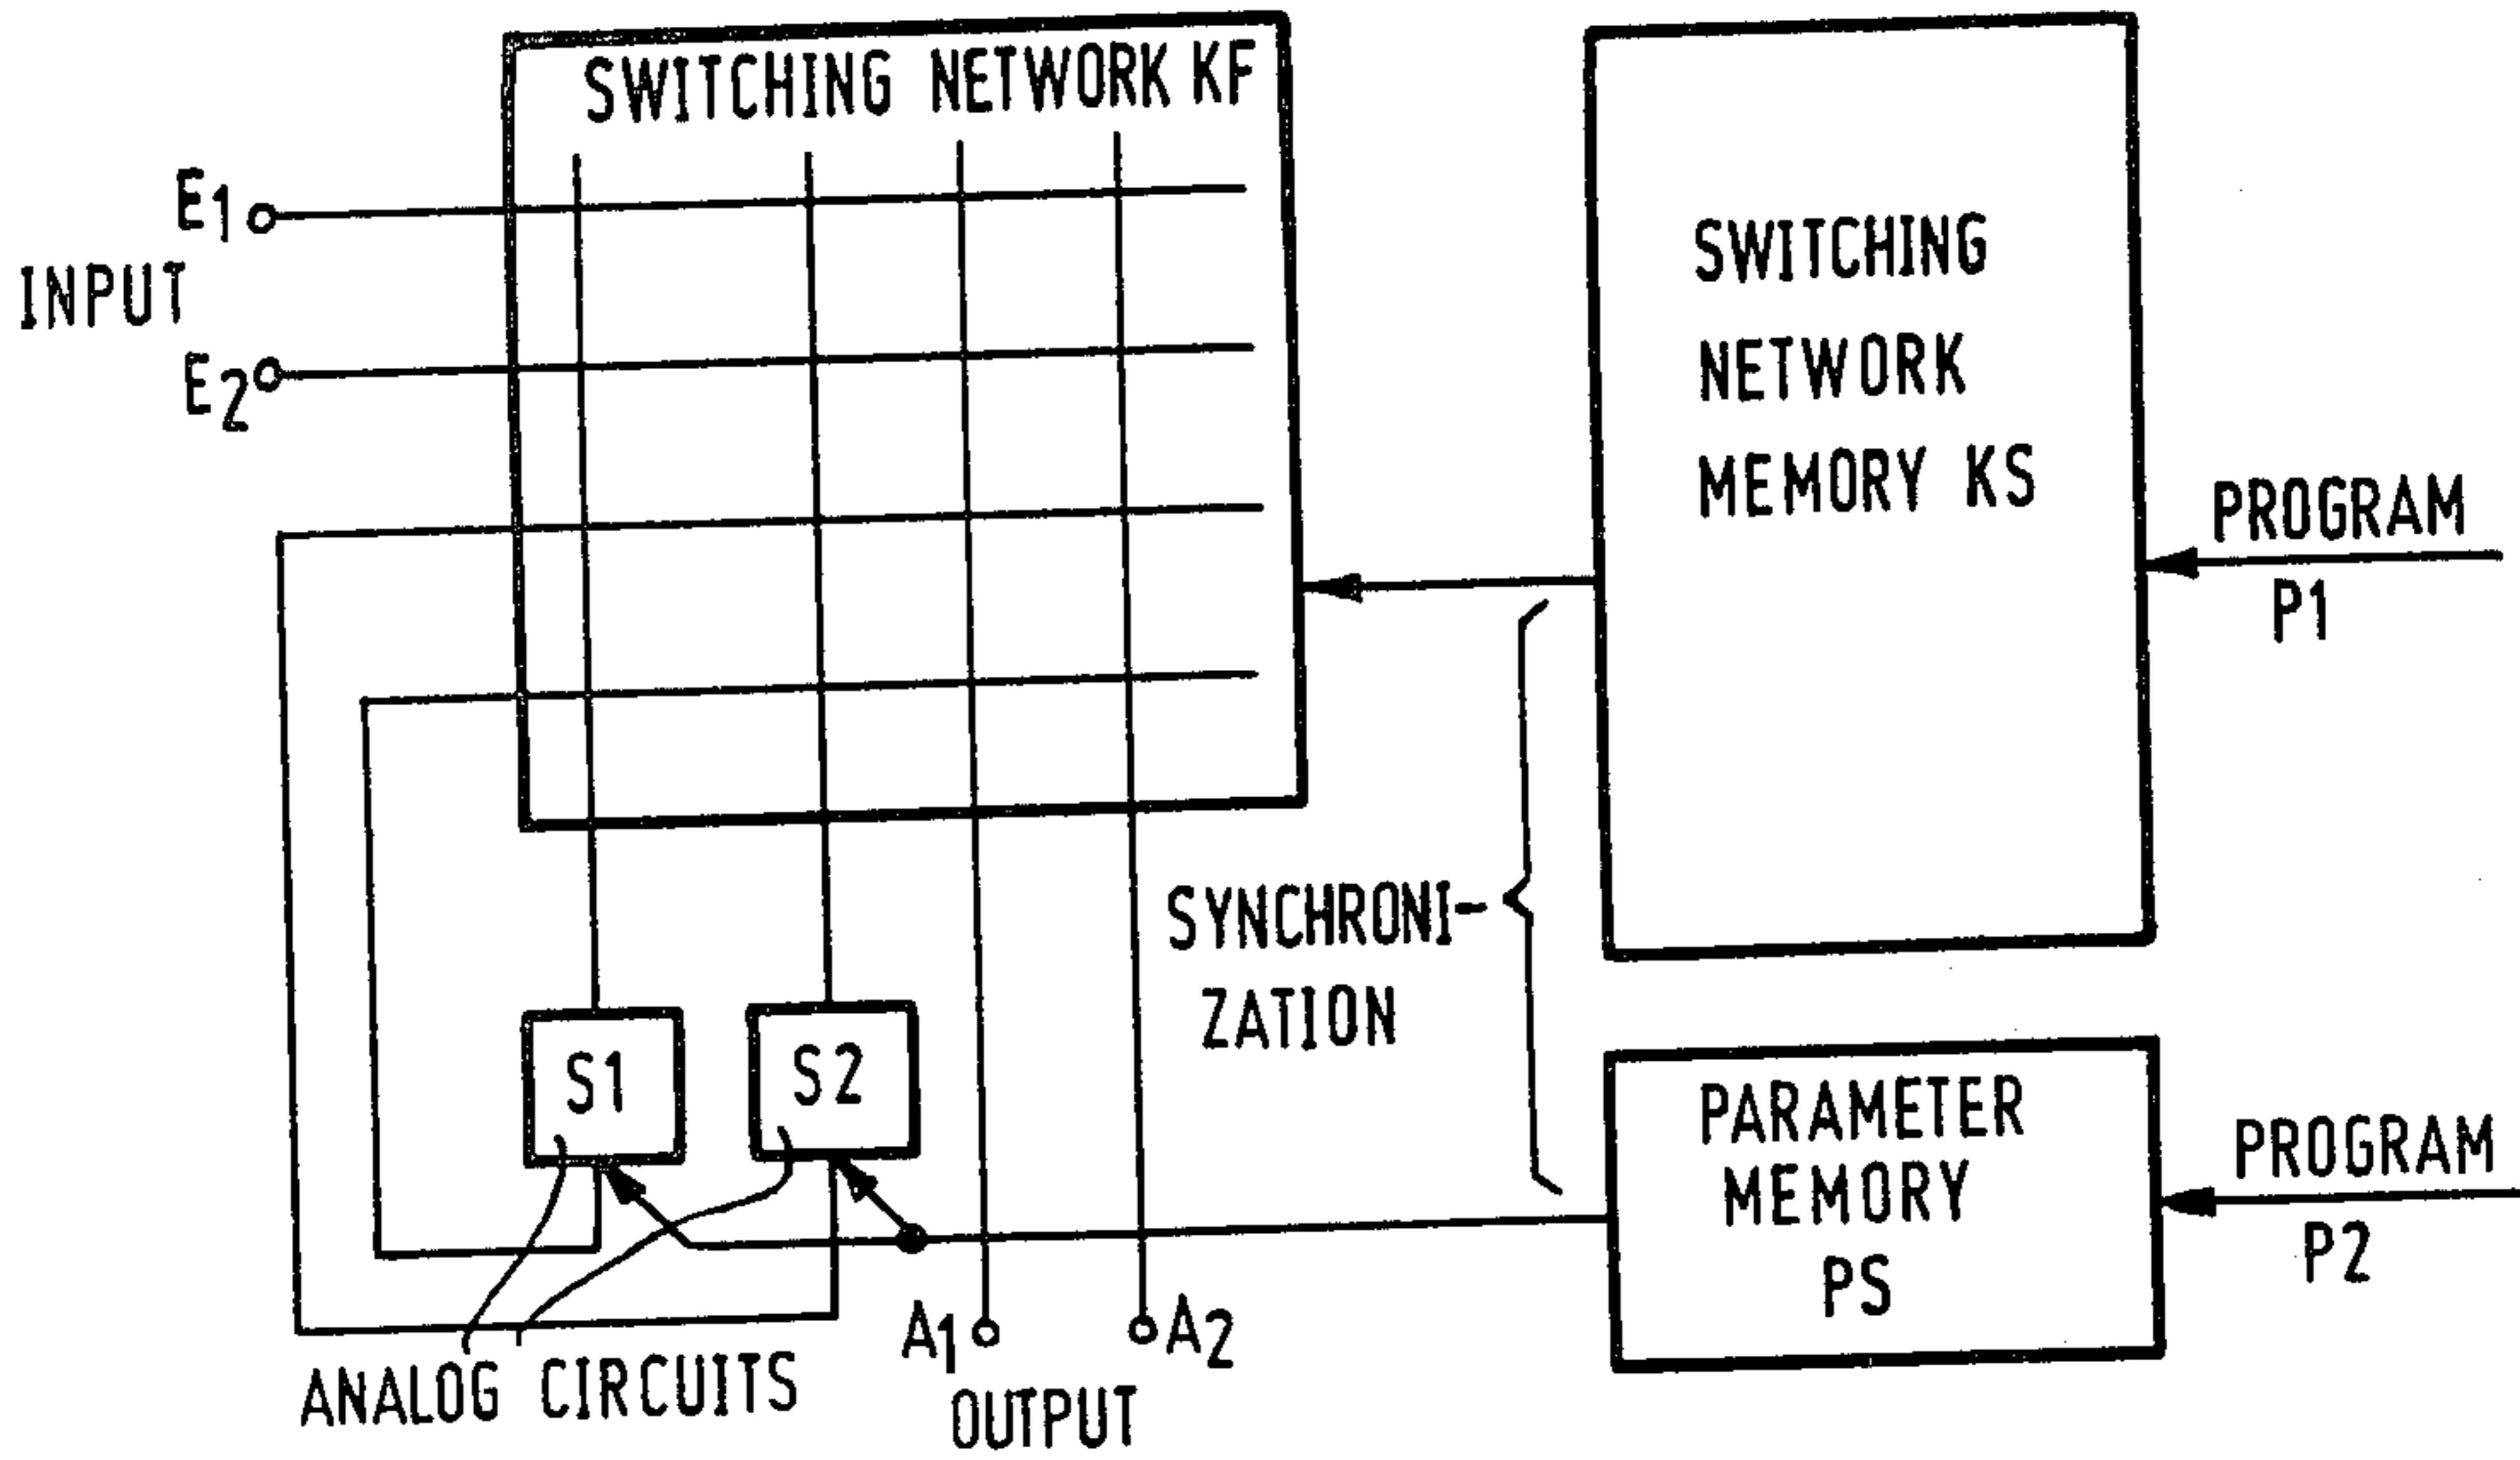 SWITCHING NETWORK KF
E1
INPUT
E2
SWITCHING
NETWORK
MEMORY KS
PROGRAM
P1
SYNCHRONI-
ZATION
S1
S2
PARAMETER
MEMORY
PS
PROGRAM
P2
A1
A2
ANALOG CIRCUITS
OUTPUT